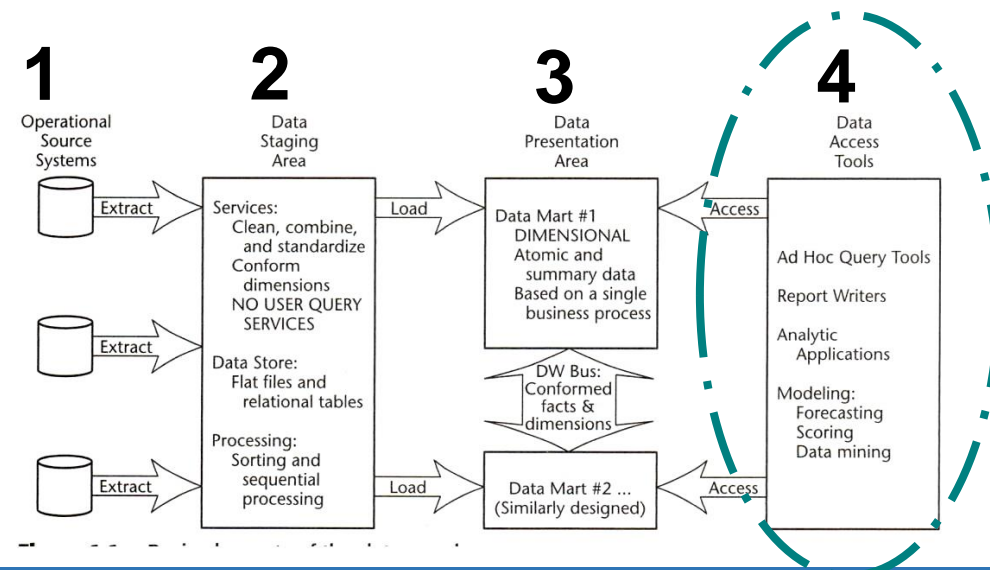 1
Operational
Source
Systems
Extract
Extract
Extract
2
Data
Staging
Area
Services:
Clean, combine,
and standardize
Conform
dimensions
NO USER QUERY
SERVICES
Data Store:
Flat files and
relational tables
Processing:
Sorting and
sequential
processing
Load
Load
3
Data
Presentation
Area
Data Mart #1
DIMENSIONAL
Atomic and
summary data
Based on a single
business process
DW Bus:
Conformed
facts &
dimensions
Data Mart #2 ...
(Similarly designed)
Access
Access
4
Data
Access
Tools
Ad Hoc Query Tools
Report Writers
Analytic
Applications
Modeling:
Forecasting
Scoring
Data mining